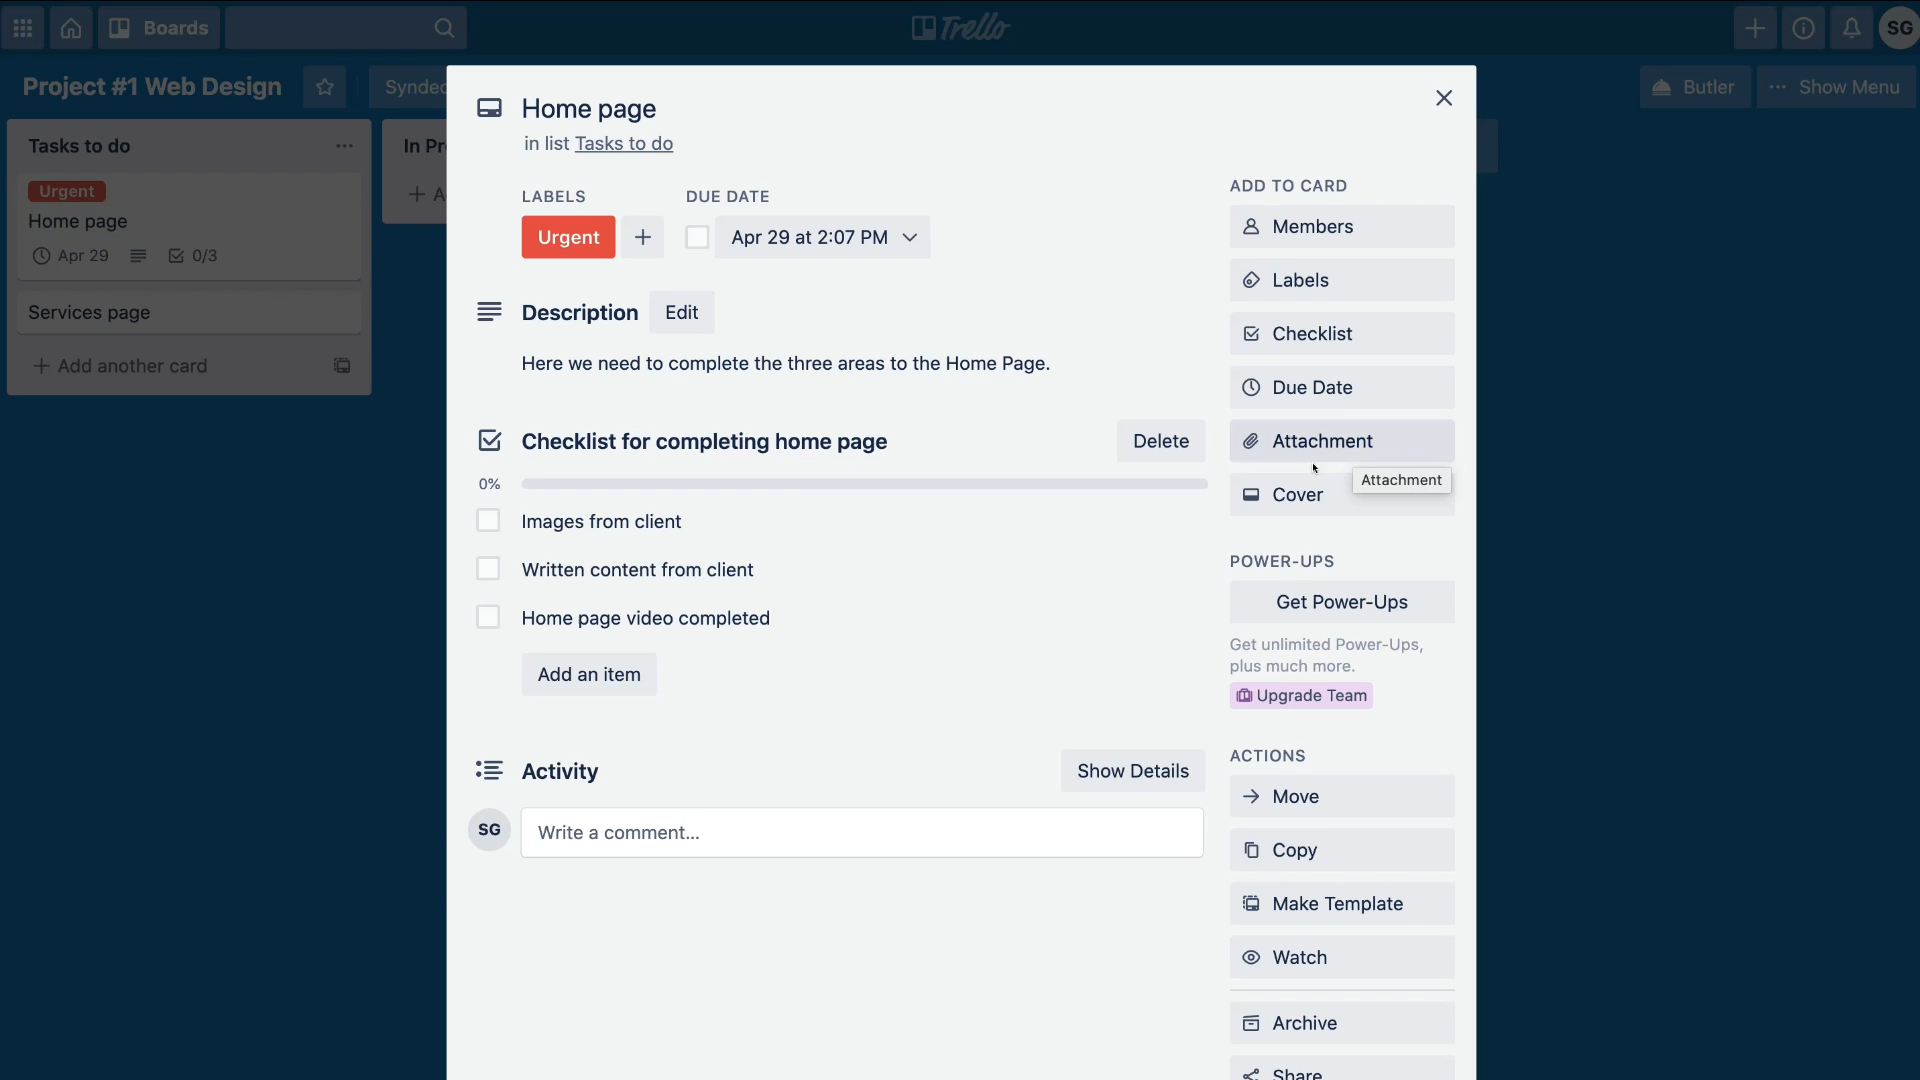 Boards
Trello
SG
Project #1 Web Design
Butler
Show Menu
Tasks to do
Urgent
Home page
Apr 29
0/3
Services page
Add another card
Home page
in list Tasks to do
LABELS
DUE DATE
Urgent
Apr 29 at 2:07 PM
Description
Edit
Here we need to complete the three areas to the Home Page.
Checklist for completing home page
Delete
0%
Images from client
Written content from client
Home page video completed
Add an item
Activity
Show Details
SG
Write a comment...
ADD TO CARD
Members
Labels
Checklist
Due Date
Attachment
Attachment
Cover
POWER-UPS
Get Power-Ups
Get unlimited Power-Ups,
plus much more.
Upgrade Team
ACTIONS
Move
Copy
Make Template
Watch
Archive
Share